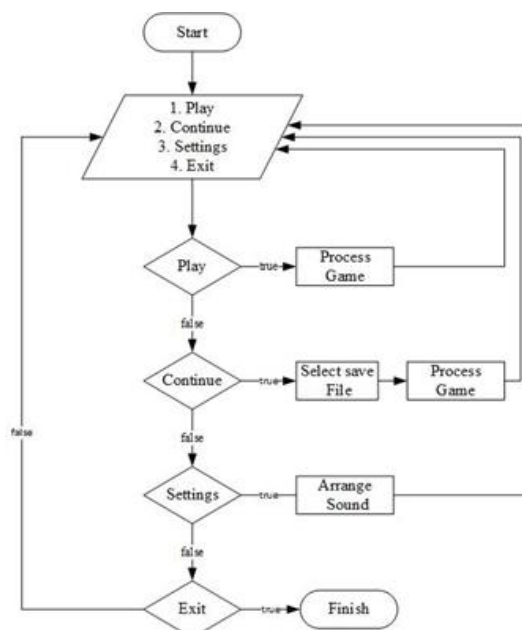 Start
1. Play
2. Continue
3. Settings
4. Exit
Play
true
Process
Game
false
Continue
true
Select save
File
Process
Game
false
false
Settings
true
Arrange
Sound
false
Exit
true
Finish